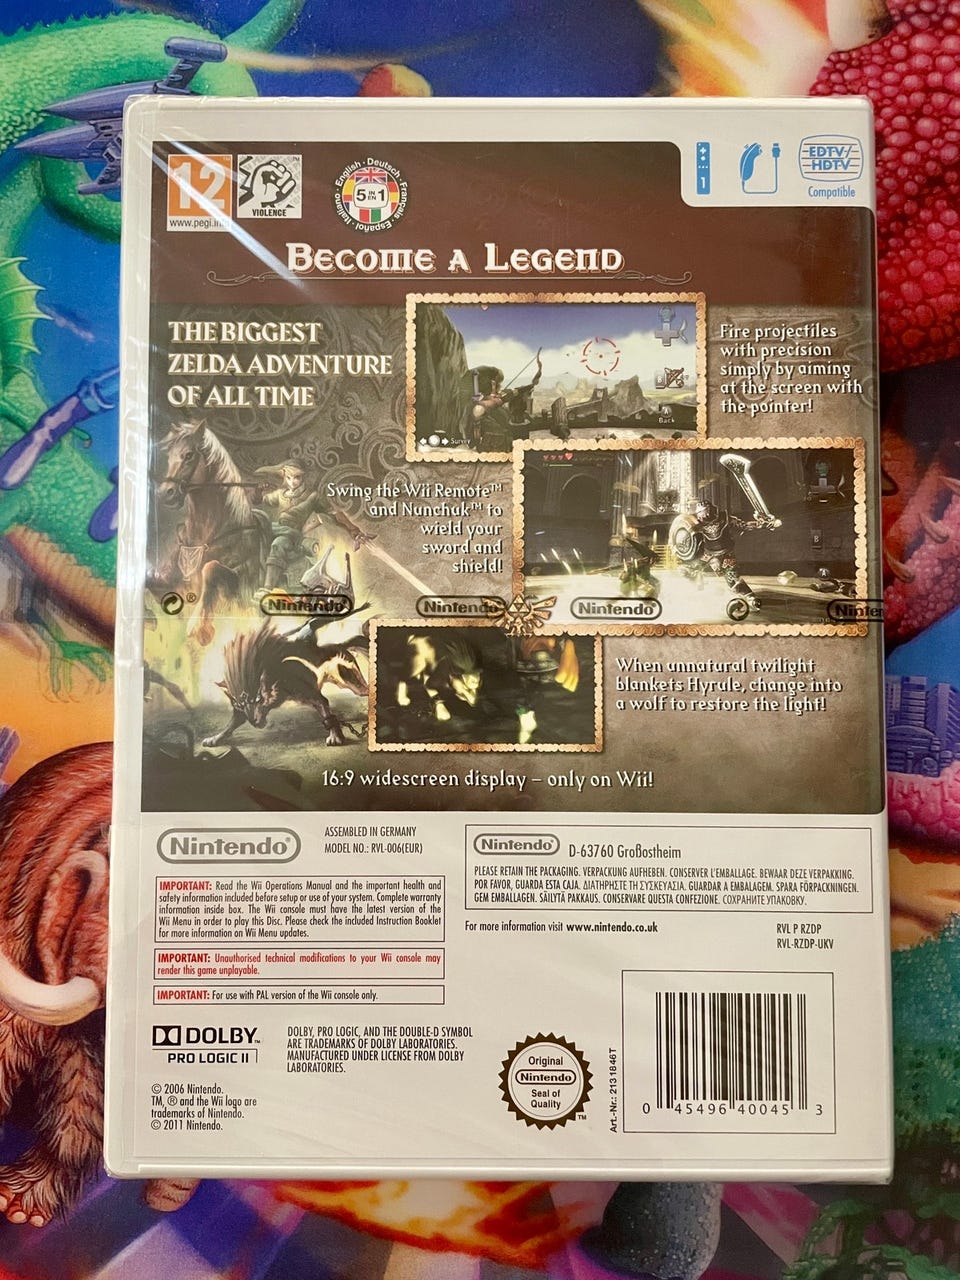 12
www.pegi.info
VIOLENCE
English · Deutsch · Français · Español · Italiano ·
5 IN EN 1
1
EDTV/
HDTV
Compatible
BECOME A LEGEND
THE BIGGEST
ZELDA ADVENTURE
OF ALL TIME
Fire projectiles
with precision
simply by aiming
at the screen with
the pointer!
Back
Survey
Swing the Wii Remote™
and Nunchuk™ to
wield your
sword and
shield!
B
A
® Nintendo® Nintendo® Nintendo® Ninten
When unnatural twilight
blankets Hyrule, change into
a wolf to restore the light!
16:9 widescreen display – only on Wii!
Nintendo®
ASSEMBLED IN GERMANY
MODEL NO.: RVL-006(EUR)
IMPORTANT: Read the Wii Operations Manual and the important health and
safety information included before setup or use of your system. Complete warranty
information inside box. The Wii console must have the latest version of the
Wii Menu in order to play this Disc. Please check the included Instruction Booklet
for more information on Wii Menu updates.
IMPORTANT: Unauthorised technical modifications to your Wii console may
render this game unplayable.
IMPORTANT: For use with PAL version of the Wii console only.
Nintendo® D-63760 Großostheim
PLEASE RETAIN THE PACKAGING. VERPACKUNG AUFHEBEN. CONSERVER L'EMBALLAGE. BEWAAR DEZE VERPAKKING.
POR FAVOR, GUARDA ESTA CAJA. ΔΙΑΤΗΡΗΣΤΕ ΤΗ ΣΥΣΚΕΥΑΣΙΑ. GUARDAR A EMBALAGEM. SPARA FÖRPACKNINGEN.
GEM EMBALLAGEN. SÄILYTÄ PAKKAUS. CONSERVARE QUESTA CONFEZIONE. СОХРАНИТЕ УПАКОВКУ.
For more information visit www.nintendo.co.uk
RVL P RZDP
RVL-RZDP-UKV
DOLBY™
PRO LOGIC II
DOLBY, PRO LOGIC, AND THE DOUBLE-D SYMBOL
ARE TRADEMARKS OF DOLBY LABORATORIES.
MANUFACTURED UNDER LICENSE FROM DOLBY
LABORATORIES.
© 2006 Nintendo.
TM, ® and the Wii logo are
trademarks of Nintendo.
© 2011 Nintendo.
Original
Nintendo®
Seal of
Quality
TM
Art.-Nr.: 2131846T
0 45496 40045 3